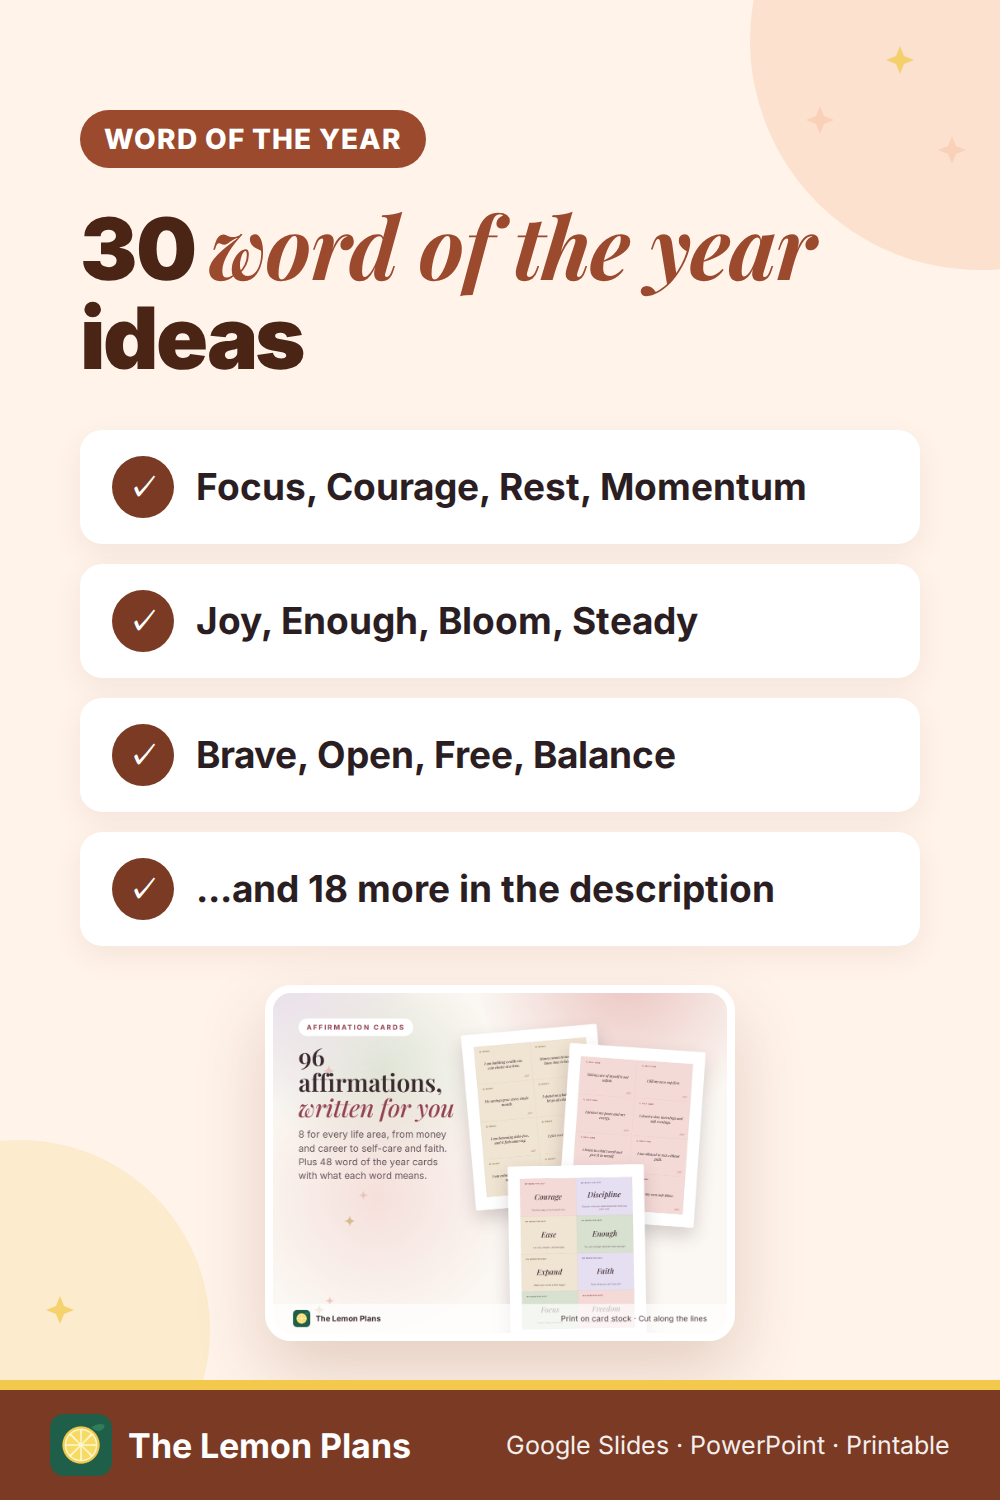 WORD OF THE YEAR
30 word of the year
ideas
✓ Focus, Courage, Rest, Momentum
✓ Joy, Enough, Bloom, Steady
✓ Brave, Open, Free, Balance
✓ ...and 18 more in the description
AFFIRMATION CARDS
96
affirmations,
written for you
8 for every life area, from money
and career to self-care and faith.
Plus 48 word of the year cards
with what each word means.
Courage
Discipline
Ease
Enough
Expand
Faith
Focus
Freedom
The Lemon Plans
Print on card stock · Cut along the lines
The Lemon Plans
Google Slides · PowerPoint · Printable